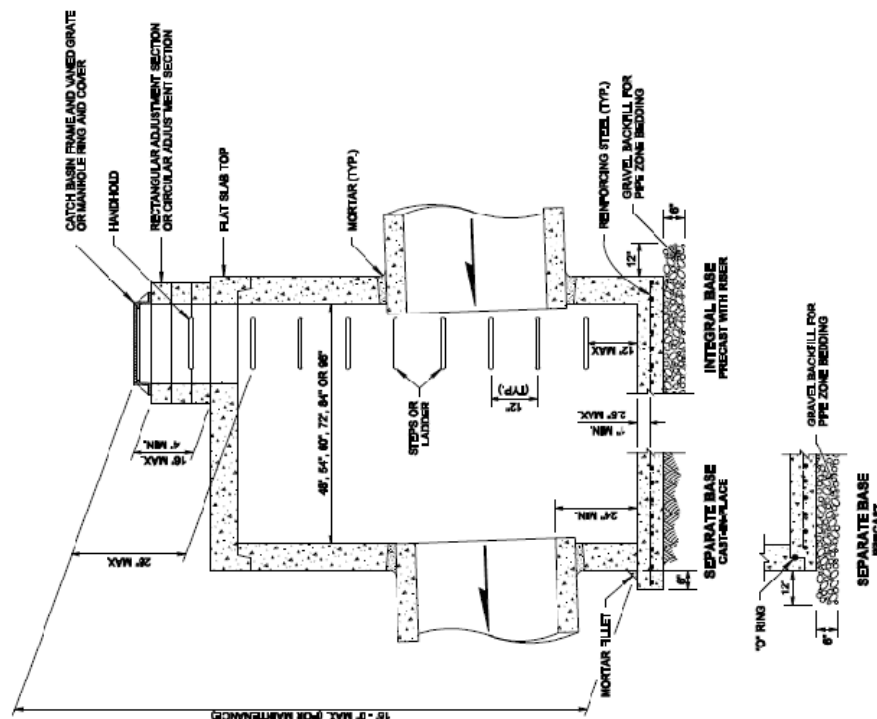 CATCH BASIN FRAME AND VANED GRATE
OR MANHOLE RING AND COVER
HANDHOLD
RECTANGULAR ADJUSTMENT SECTION
OR CIRCULAR ADJUSTMENT SECTION
FLAT SLAB TOP
MORTAR (TYP.)
REINFORCING STEEL (TYP.)
GRAVEL BACKFILL FOR
PIPE ZONE BEDDING
6"
12"
INTEGRAL BASE
PRECAST WITH RISER
4" MIN.
16" MAX.
28" MAX.
48", 54", 60", 72", 84" OR 96"
STEPS OR
LADDER
12"
(TYP.)
12" MAX
1" MIN.
2.5" MAX.
24" MIN.
SEPARATE BASE
CAST-IN-PLACE
6"
MORTAR FILLET
15' - 0" MAX. (FOR MAINTENANCE)
GRAVEL BACKFILL FOR
PIPE ZONE BEDDING
"O" RING
12"
6"
SEPARATE BASE
PRECAST